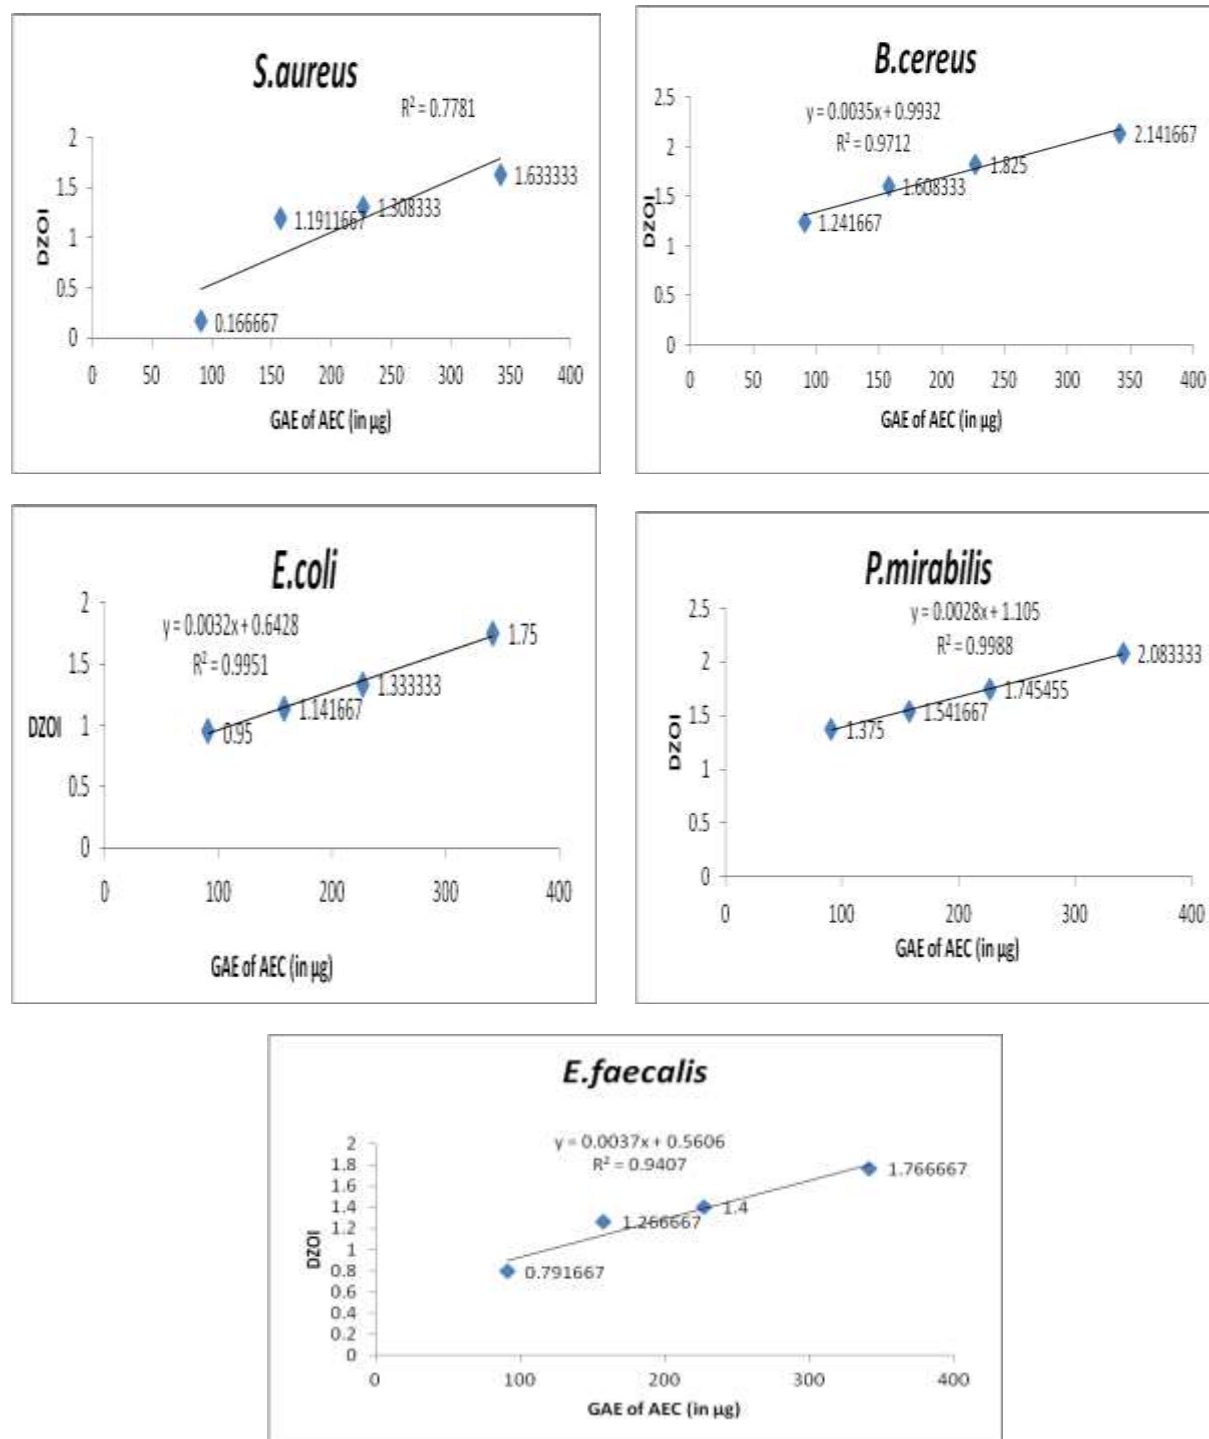 S.aureus
R² = 0.7781
2
1.5
1
0.5
0
DZOI
1.633333
1.308333
1.1911667
0.166667
0 50 100 150 200 250 300 350 400
GAE of AEC (in µg)
B.cereus
y = 0.0035x + 0.9932
R² = 0.9712
2.5
2
1.5
1
0.5
0
DZOI
2.141667
1.825
1.608333
1.241667
0 50 100 150 200 250 300 350 400
GAE of AEC (in µg)
E.coli
y = 0.0032x + 0.6428
R² = 0.9951
2
1.5
1
0.5
0
DZOI
1.75
1.333333
1.141667
0.95
0 100 200 300 400
GAE of AEC (in µg)
P.mirabilis
y = 0.0028x + 1.105
R² = 0.9988
2.5
2
1.5
1
0.5
0
DZOI
2.083333
1.745455
1.541667
1.375
0 100 200 300 400
GAE of AEC (in µg)
E.faecalis
y = 0.0037x + 0.5606
R² = 0.9407
2
1.8
1.6
1.4
1.2
1
0.8
0.6
0.4
0.2
0
DZOI
1.766667
1.4
1.266667
0.791667
0 100 200 300 400
GAE of AEC (in µg)